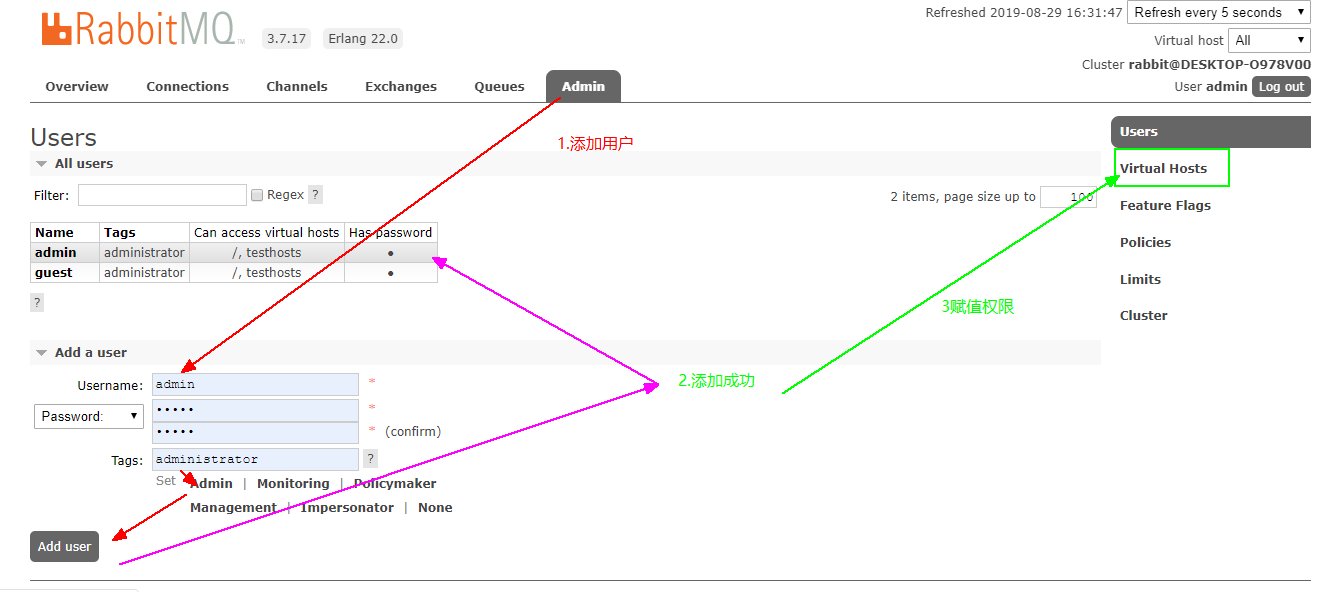 RabbitMQ TM 3.7.17 Erlang 22.0
Refreshed 2019-08-29 16:31:47 Refresh every 5 seconds
Virtual host All
Cluster rabbit@DESKTOP-O978V00
User admin Log out
Overview Connections Channels Exchanges Queues Admin
Users
1.添加用户
All users
Filter: Regex ?
2 items, page size up to 100
Name Tags Can access virtual hosts Has password
admin administrator /, testhosts ●
guest administrator /, testhosts ●
?
Users
Virtual Hosts
Feature Flags
Policies
Limits
Cluster
3赋值权限
2.添加成功
Add a user
Username: admin *
Password: ••••• *
••••• * (confirm)
Tags: administrator ?
Set Admin | Monitoring | Policymaker
Management | Impersonator | None
Add user